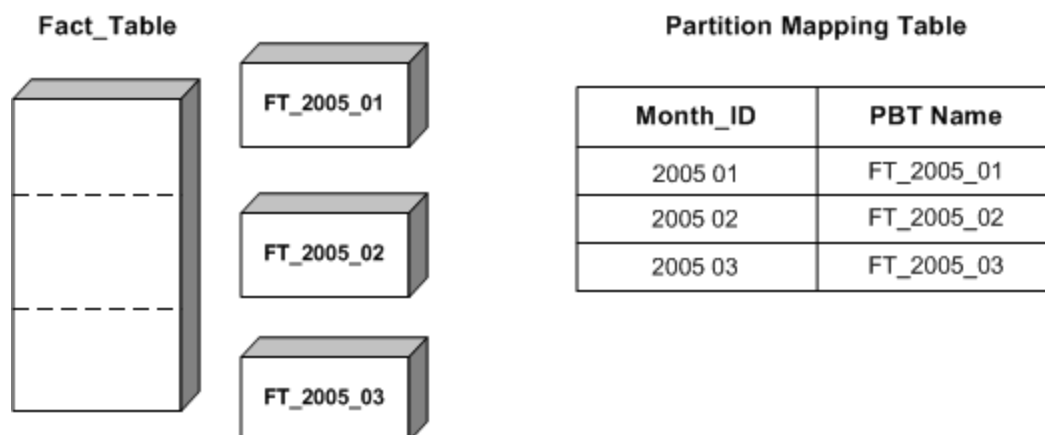 Fact_Table
FT_2005_01
FT_2005_02
FT_2005_03
Partition Mapping Table
Month_ID PBT Name
2005 01 FT_2005_01
2005 02 FT_2005_02
2005 03 FT_2005_03